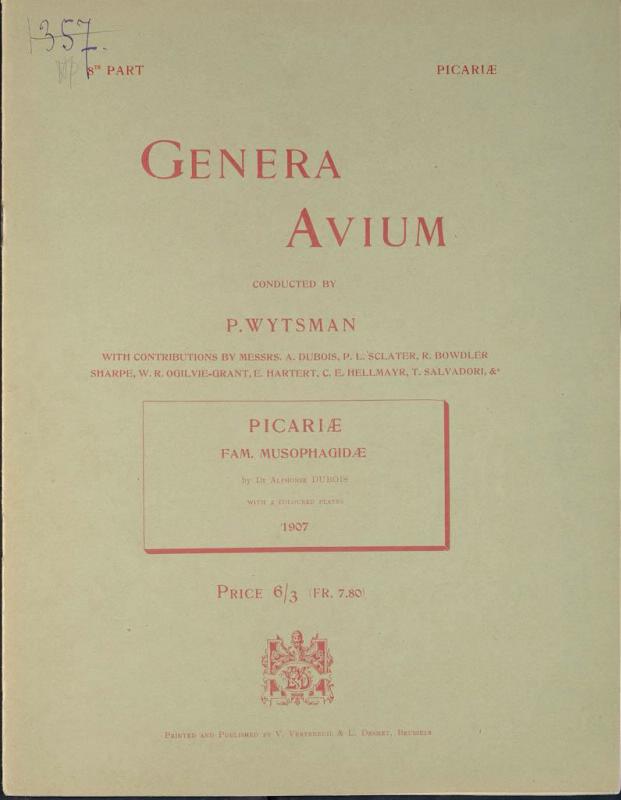 357.
8TH PART PICARIÆ
GENERA
AVIUM
CONDUCTED BY
P. WYTSMAN
WITH CONTRIBUTIONS BY MESSRS. A. DUBOIS, P. L. SCLATER, R. BOWDLER
SHARPE, W. R. OGILVIE-GRANT, E. HARTERT, C. E. HELLMAYR, T. SALVADORI, &ᵃ
PICARIÆ
FAM. MUSOPHAGIDÆ
by Dr ALPHONSE DUBOIS
WITH 2 COLOURED PLATES
1907
PRICE 6/3 (FR. 7.80)
PRINTED AND PUBLISHED BY V. VERTENEUIL & L. DESMET, BRUSSELS